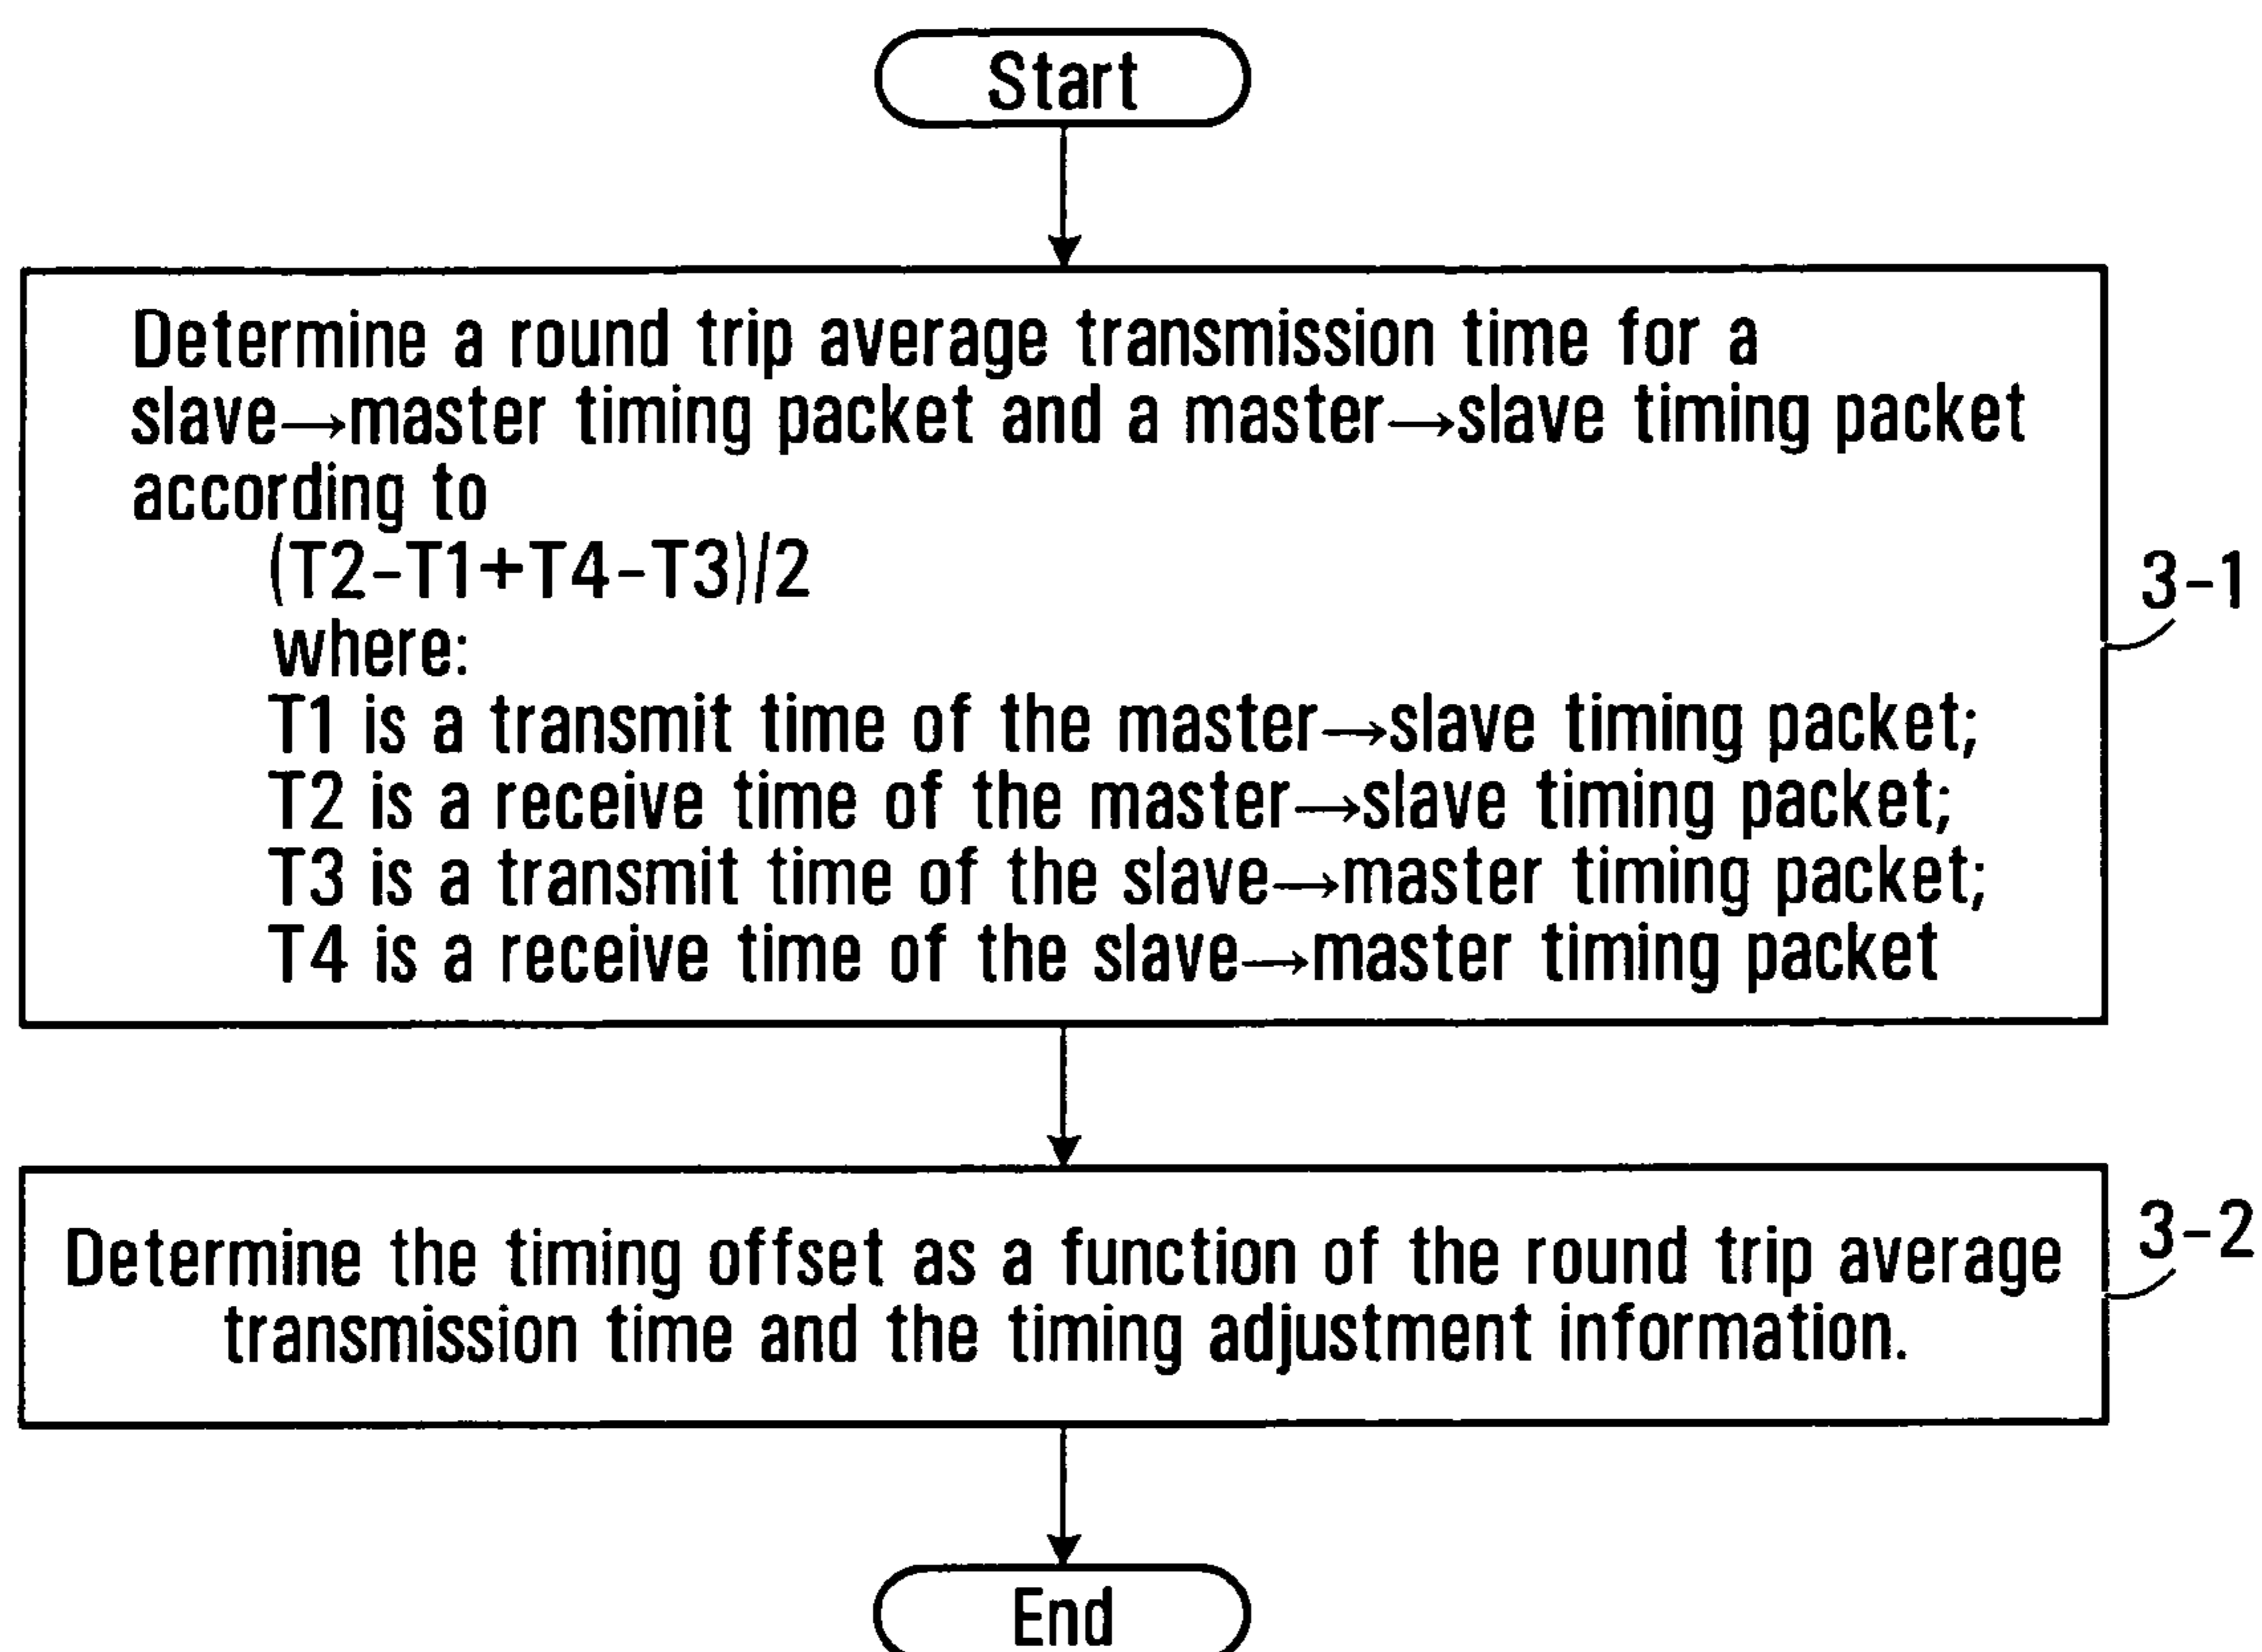 Start
Determine a round trip average transmission time for a
slave→master timing packet and a master→slave timing packet
according to
(T2-T1+T4-T3)/2
3-1
where:
T1 is a transmit time of the master→slave timing packet;
T2 is a receive time of the master→slave timing packet;
T3 is a transmit time of the slave→master timing packet;
T4 is a receive time of the slave→master timing packet
3-2
Determine the timing offset as a function of the round trip average
transmission time and the timing adjustment information.
End